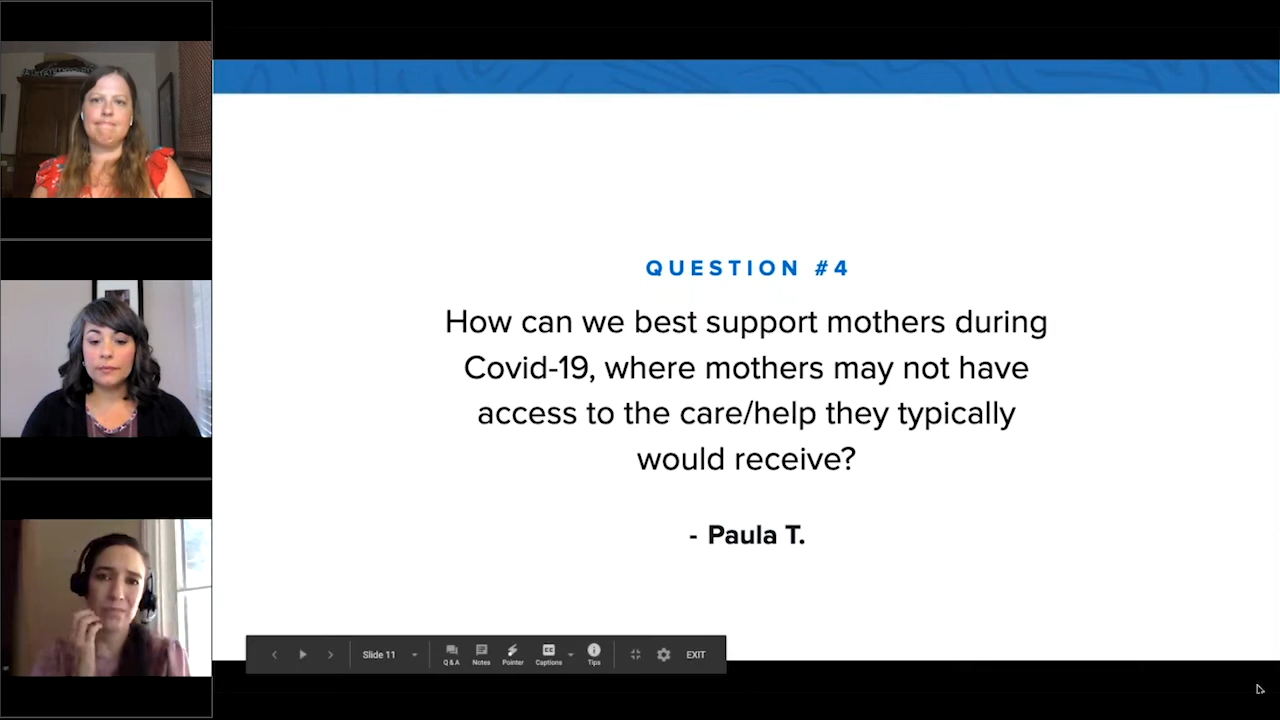 QUESTION #4
How can we best support mothers during
Covid-19, where mothers may not have
access to the care/help they typically
would receive?
- Paula T.
Slide 11
Q & A
Notes
Pointer
Captions
Tips
EXIT